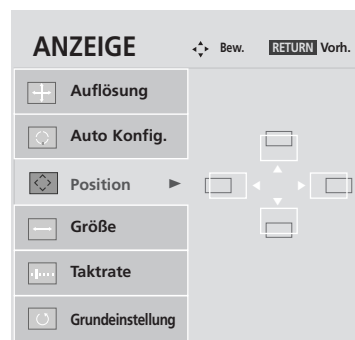 ANZEIGE Bew. RETURN Vorh.
Auflösung
Auto Konfig.
Position
Größe
Taktrate
Grundeinstellung